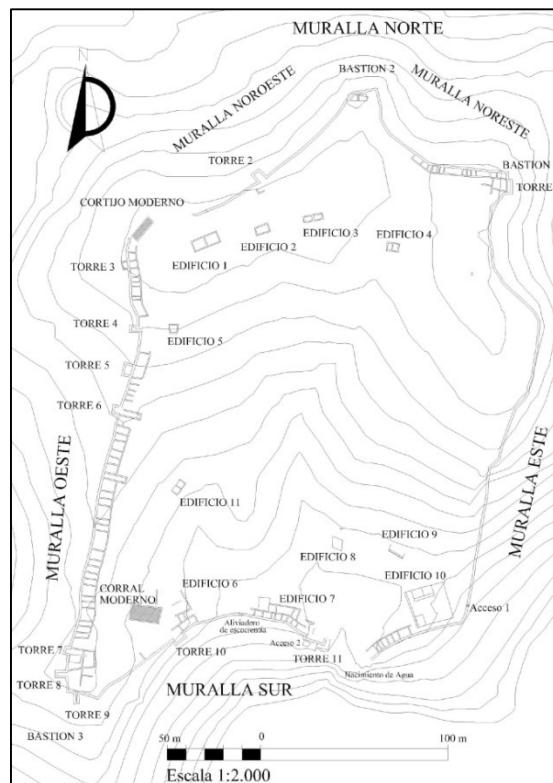 MURALLA NORTE
N
BASTION 2
MURALLA NOROESTE
MURALLA NORESTE
TORRE 2
BASTION
TORRE
CORTIJO MODERNO
EDIFICIO 3
EDIFICIO 2
EDIFICIO 4
EDIFICIO 1
TORRE 3
TORRE 4
EDIFICIO 5
TORRE 5
TORRE 6
MURALLA OESTE
MURALLA ESTE
EDIFICIO 11
EDIFICIO 9
EDIFICIO 8
EDIFICIO 10
EDIFICIO 6
EDIFICIO 7
CORRAL
MODERNO
Acceso 1
Aliviadero
de escorrentía
Acceso 2
TORRE 7
TORRE 10
TORRE 11
Nacimiento de Agua
TORRE 8
MURALLA SUR
TORRE 9
BASTION 3
50 m
0
100 m
Escala 1:2.000